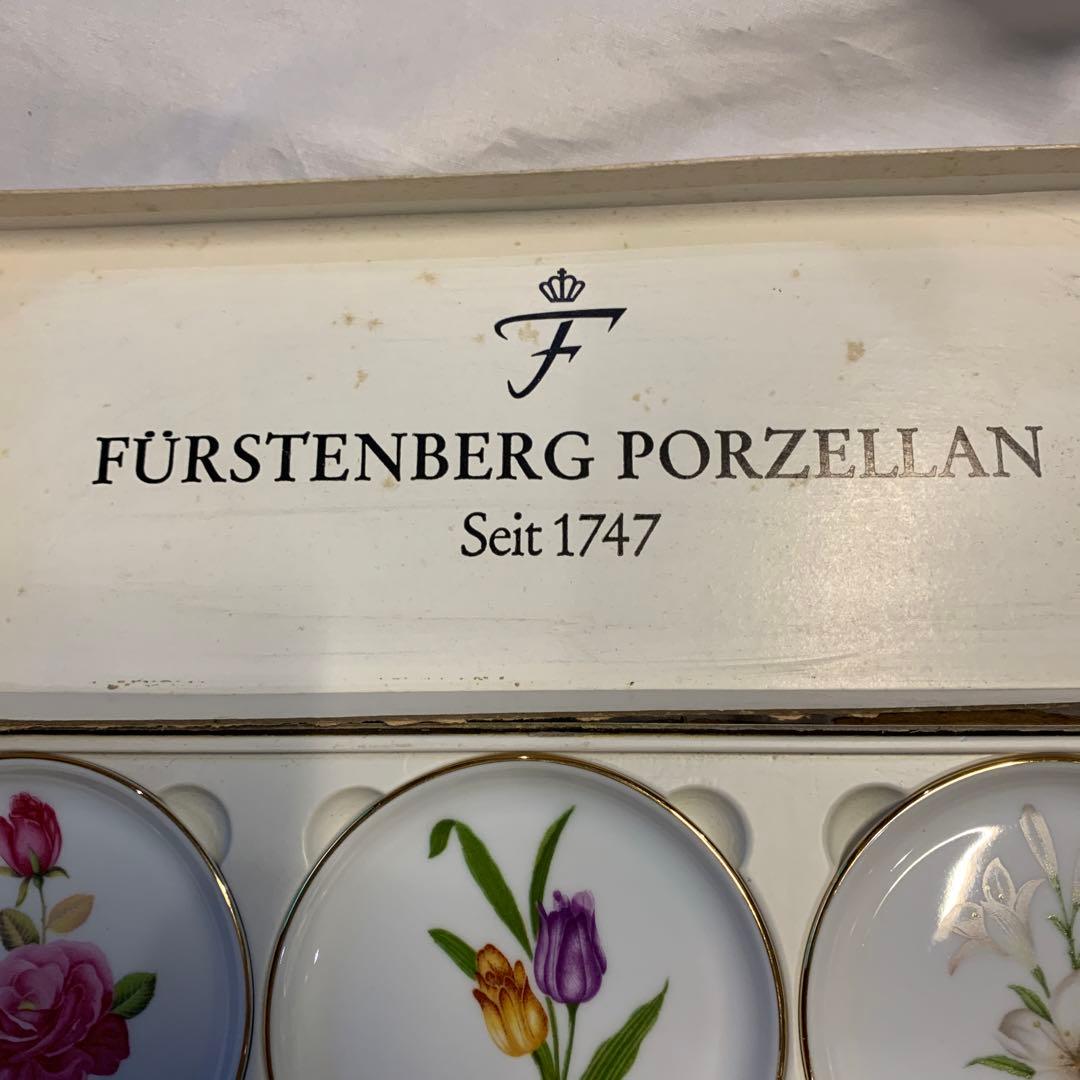 F
FÜRSTENBERG PORZELLAN
Seit 1747